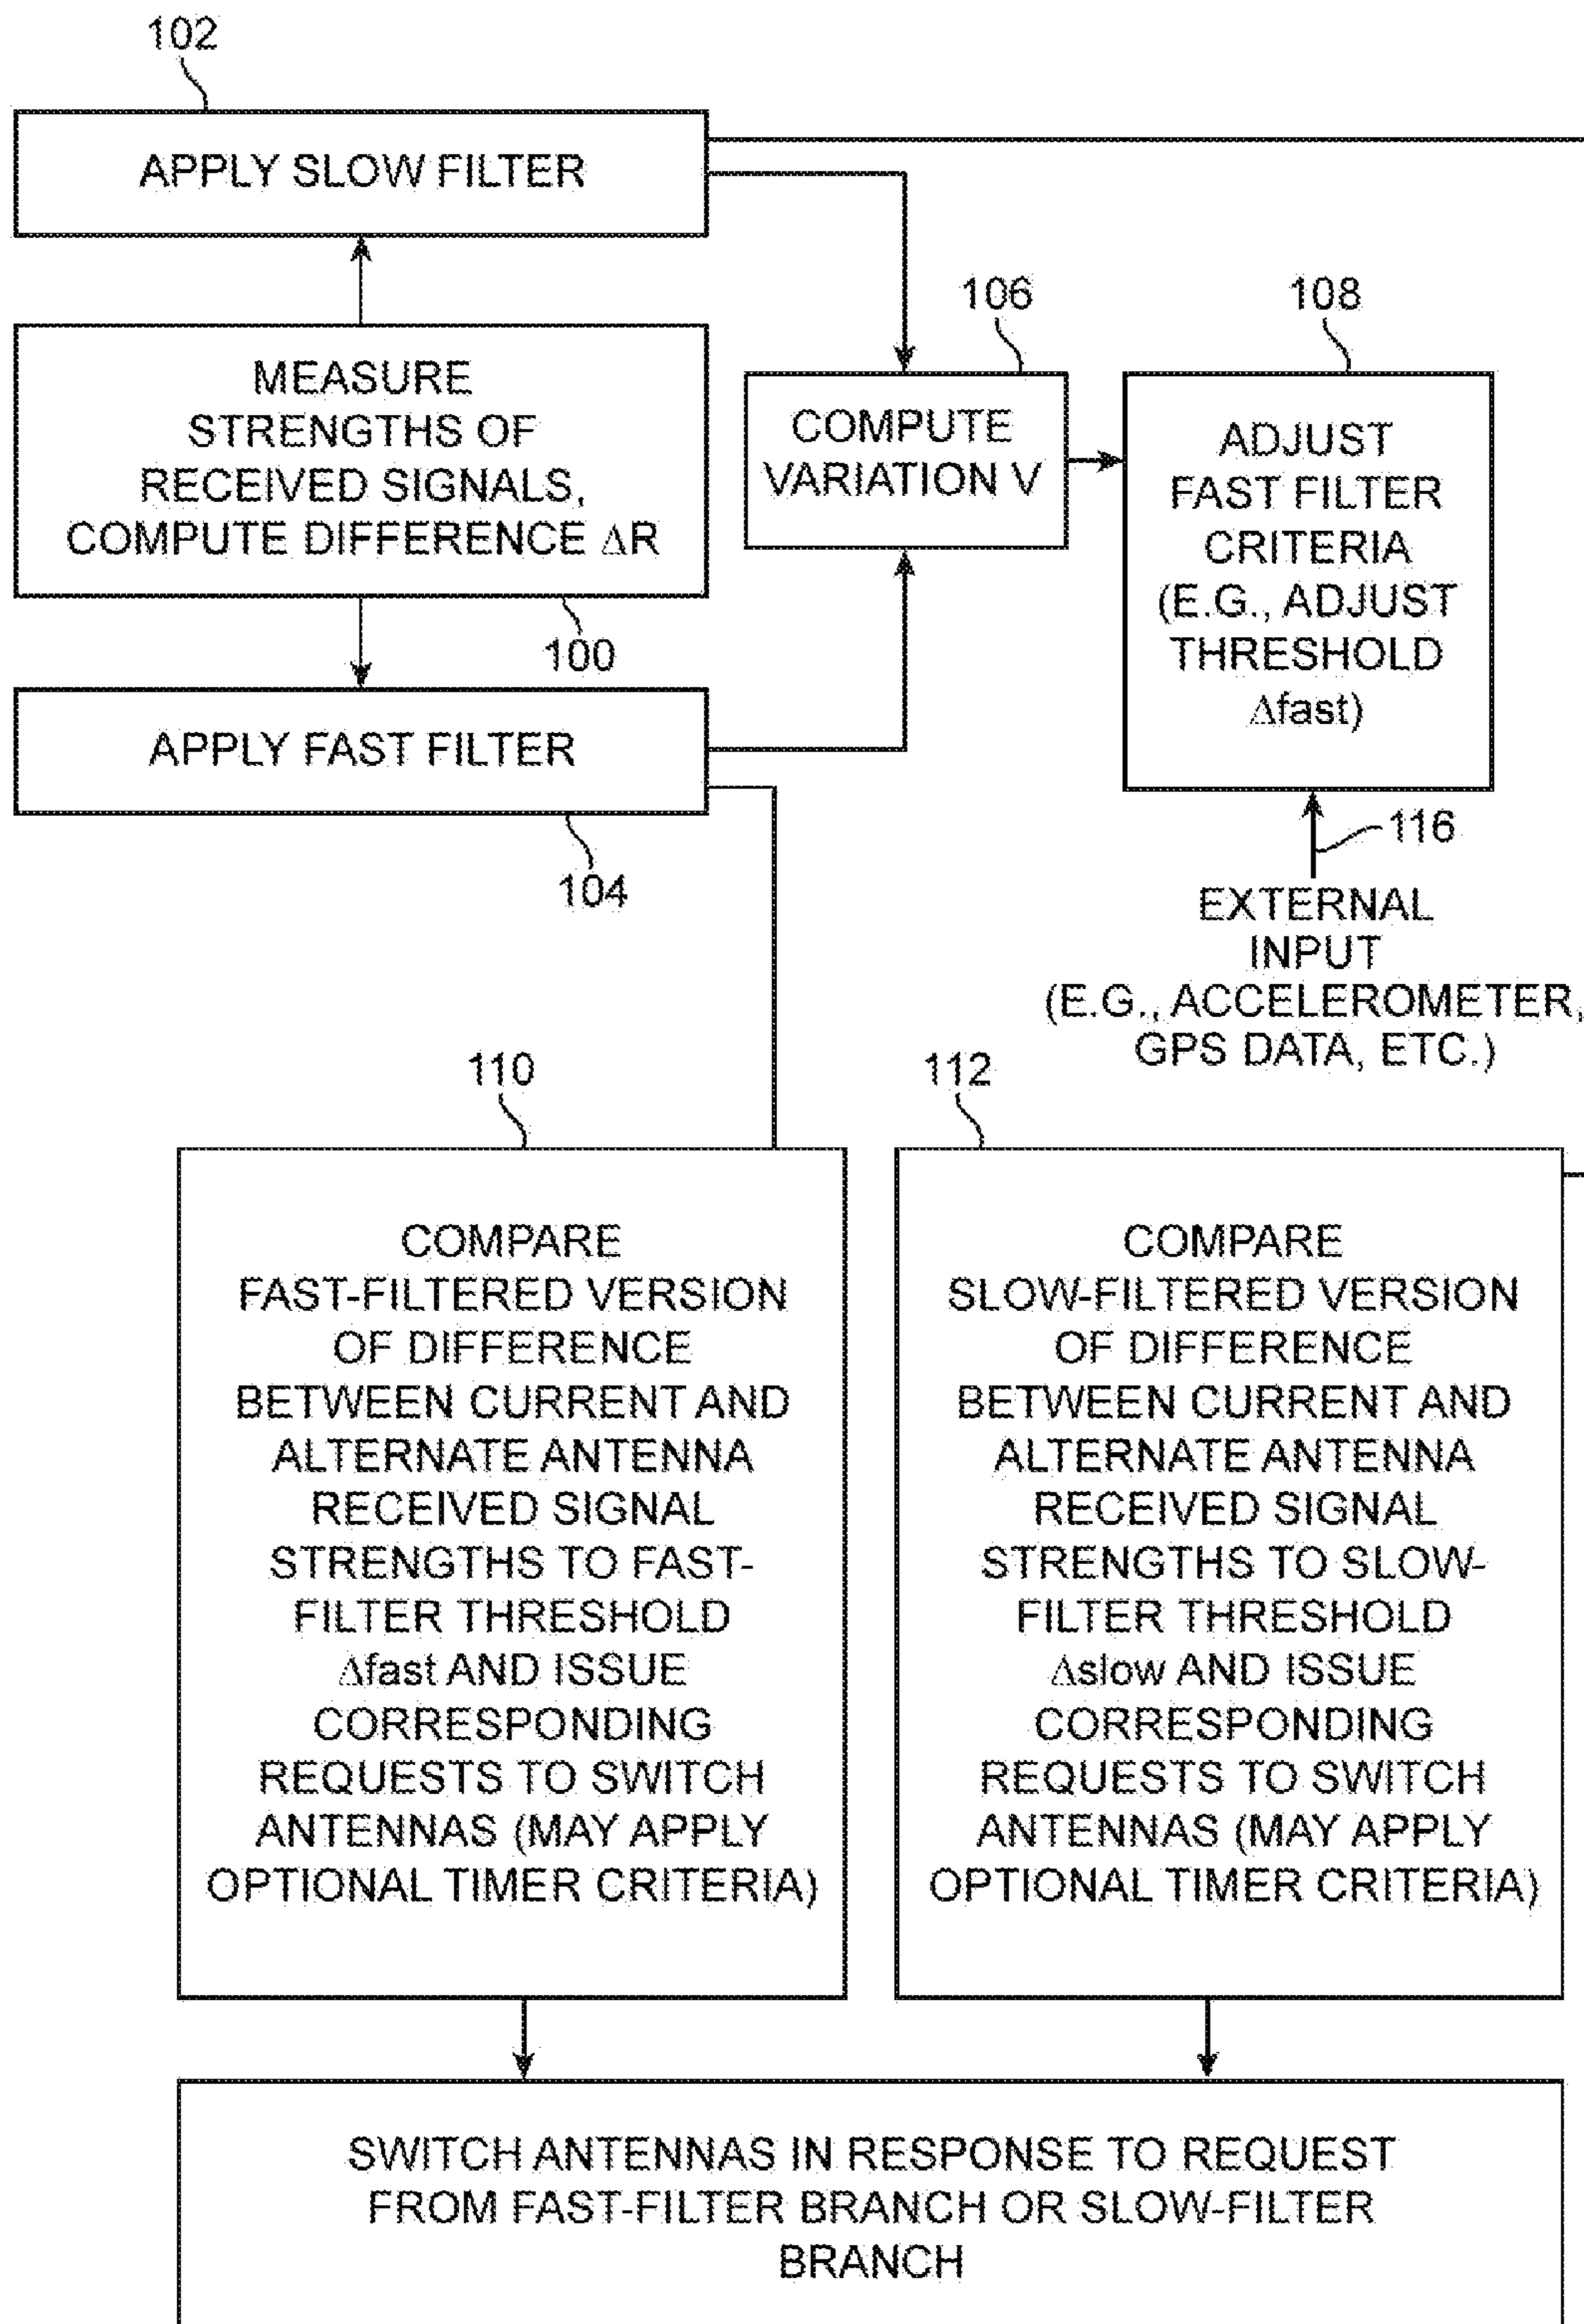 102
APPLY SLOW FILTER
MEASURE
STRENGTHS OF
RECEIVED SIGNALS,
COMPUTE DIFFERENCE ΔR
100
APPLY FAST FILTER
104
106
COMPUTE
VARIATION V
108
ADJUST
FAST FILTER
CRITERIA
(E.G., ADJUST
THRESHOLD
Δfast)
116
EXTERNAL
INPUT
(E.G., ACCELEROMETER,
GPS DATA, ETC.)
110
COMPARE
FAST-FILTERED VERSION
OF DIFFERENCE
BETWEEN CURRENT AND
ALTERNATE ANTENNA
RECEIVED SIGNAL
STRENGTHS TO FAST-
FILTER THRESHOLD
Δfast AND ISSUE
CORRESPONDING
REQUESTS TO SWITCH
ANTENNAS (MAY APPLY
OPTIONAL TIMER CRITERIA)
112
COMPARE
SLOW-FILTERED VERSION
OF DIFFERENCE
BETWEEN CURRENT AND
ALTERNATE ANTENNA
RECEIVED SIGNAL
STRENGTHS TO SLOW-
FILTER THRESHOLD
Δslow AND ISSUE
CORRESPONDING
REQUESTS TO SWITCH
ANTENNAS (MAY APPLY
OPTIONAL TIMER CRITERIA)
SWITCH ANTENNAS IN RESPONSE TO REQUEST
FROM FAST-FILTER BRANCH OR SLOW-FILTER
BRANCH